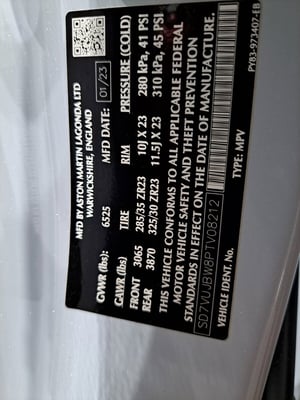 MFD BY ASTON MARTIN LAGONDA LTD
WARWICKSHIRE, ENGLAND
GVWR (lbs): 6525 MFD DATE: 01/23
GAWR (lbs): TIRE RIM PRESSURE (COLD)
FRONT 3065 285/35 ZR23 10J X 23 280 kPa, 41 PSI
REAR 3870 325/30 ZR23 11.5J X 23 310 kPa, 45 PSI
THIS VEHICLE CONFORMS TO ALL APPLICABLE FEDERAL
MOTOR VEHICLE SAFETY AND THEFT PREVENTION
STANDARDS IN EFFECT ON THE DATE OF MANUFACTURE.
SD7VUJBW8PTV08212
VEHICLE IDENT. No: TYPE: MPV
PY83-973407-EB